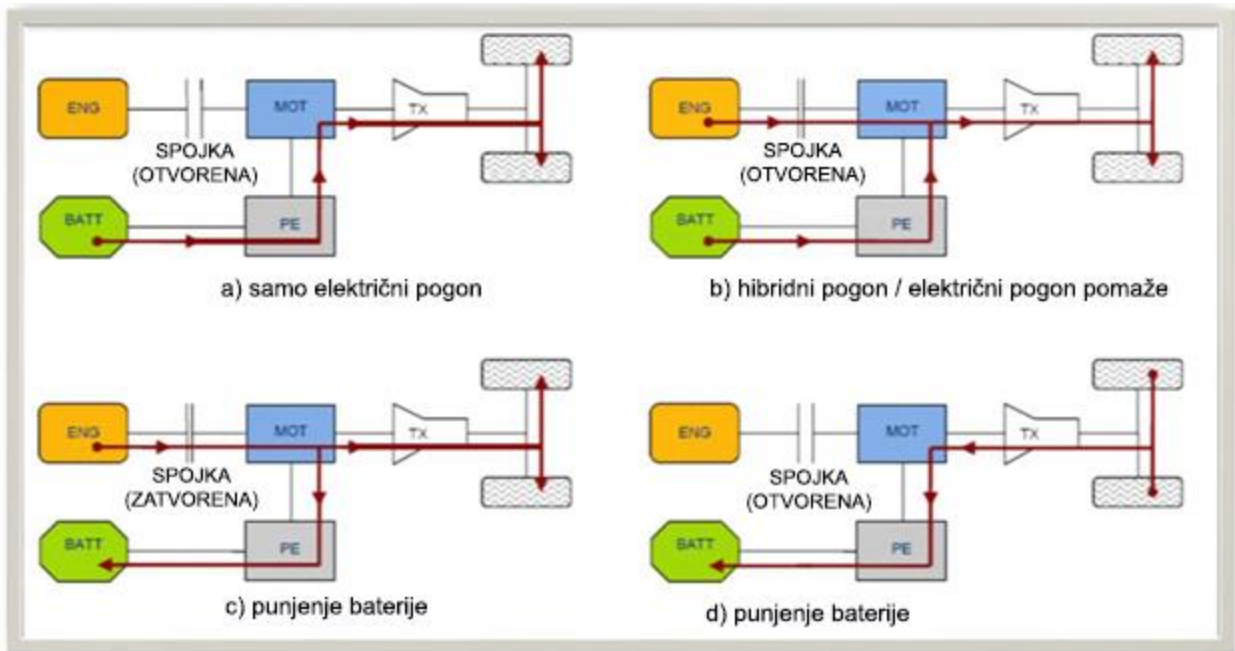 ENG
MOT
TX
SPOJKA
(OTVORENA)
BATT
PE
a) samo električni pogon
ENG
MOT
TX
SPOJKA
(OTVORENA)
BATT
PE
b) hibridni pogon / električni pogon pomaže
ENG
MOT
TX
SPOJKA
(ZATVORENA)
BATT
PE
c) punjenje baterije
ENG
MOT
TX
SPOJKA
(OTVORENA)
BATT
PE
d) punjenje baterije